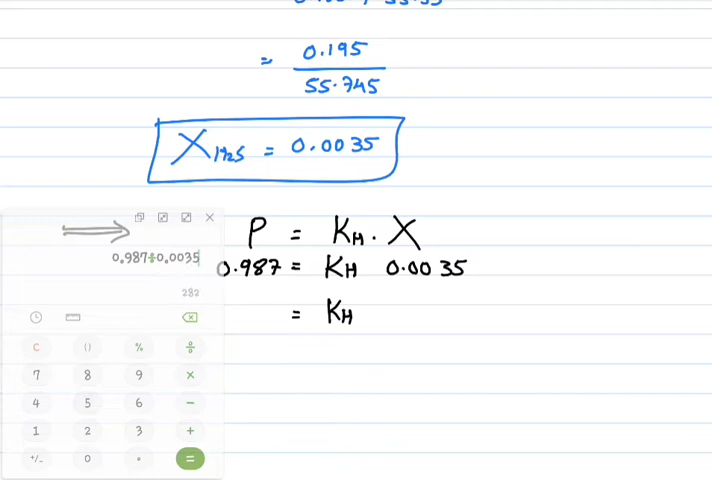 = 0.195
55.745
X H₂S = 0.0035
P = KH . X
0.987 = KH 0.0035
= KH
0.987÷0.0035
282
C () % ÷
7 8 9 ×
4 5 6 −
1 2 3 +
+/− 0 . =